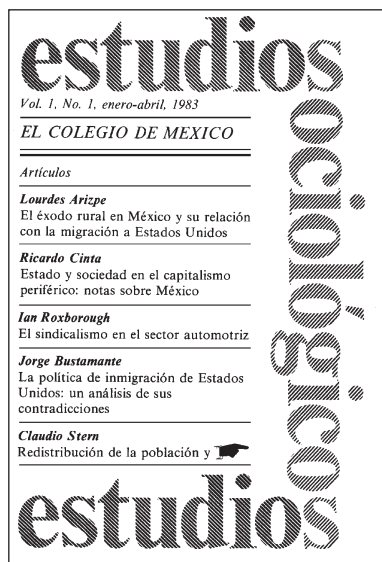 estudios
sociológicos
Vol. 1, No. 1, enero-abril, 1983
EL COLEGIO DE MEXICO
Artículos
Lourdes Arizpe
El éxodo rural en México y su relación
con la migración a Estados Unidos
Ricardo Cinta
Estado y sociedad en el capitalismo
periférico: notas sobre México
Ian Roxborough
El sindicalismo en el sector automotriz
Jorge Bustamante
La política de inmigración de Estados
Unidos: un análisis de sus
contradicciones
Claudio Stern
Redistribución de la población y
estudios